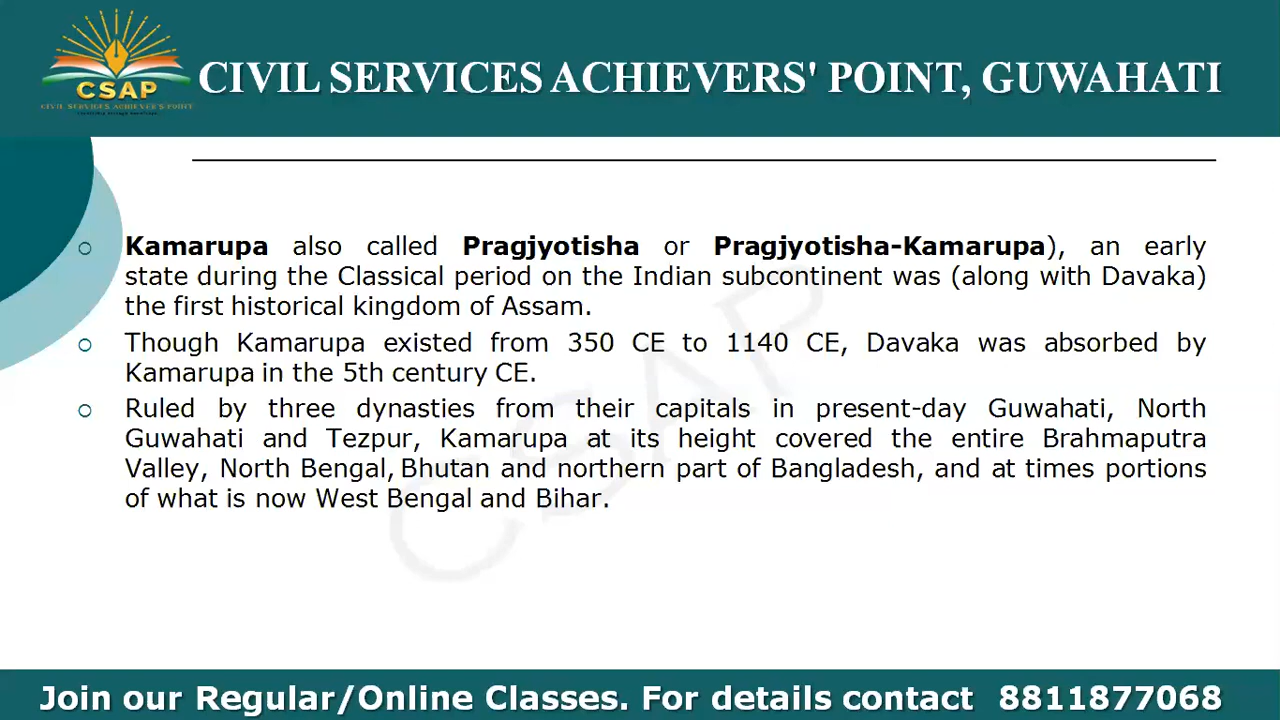 CSAP
CIVIL SERVICES ACHIEVER'S POINT
CIVIL SERVICES ACHIEVERS' POINT, GUWAHATI
Kamarupa also called Pragjyotisha or Pragjyotisha-Kamarupa), an early
state during the Classical period on the Indian subcontinent was (along with Davaka)
the first historical kingdom of Assam.
Though Kamarupa existed from 350 CE to 1140 CE, Davaka was absorbed by
Kamarupa in the 5th century CE.
Ruled by three dynasties from their capitals in present-day Guwahati, North
Guwahati and Tezpur, Kamarupa at its height covered the entire Brahmaputra
Valley, North Bengal, Bhutan and northern part of Bangladesh, and at times portions
of what is now West Bengal and Bihar.
CSAP
Join our Regular/Online Classes. For details contact 8811877068